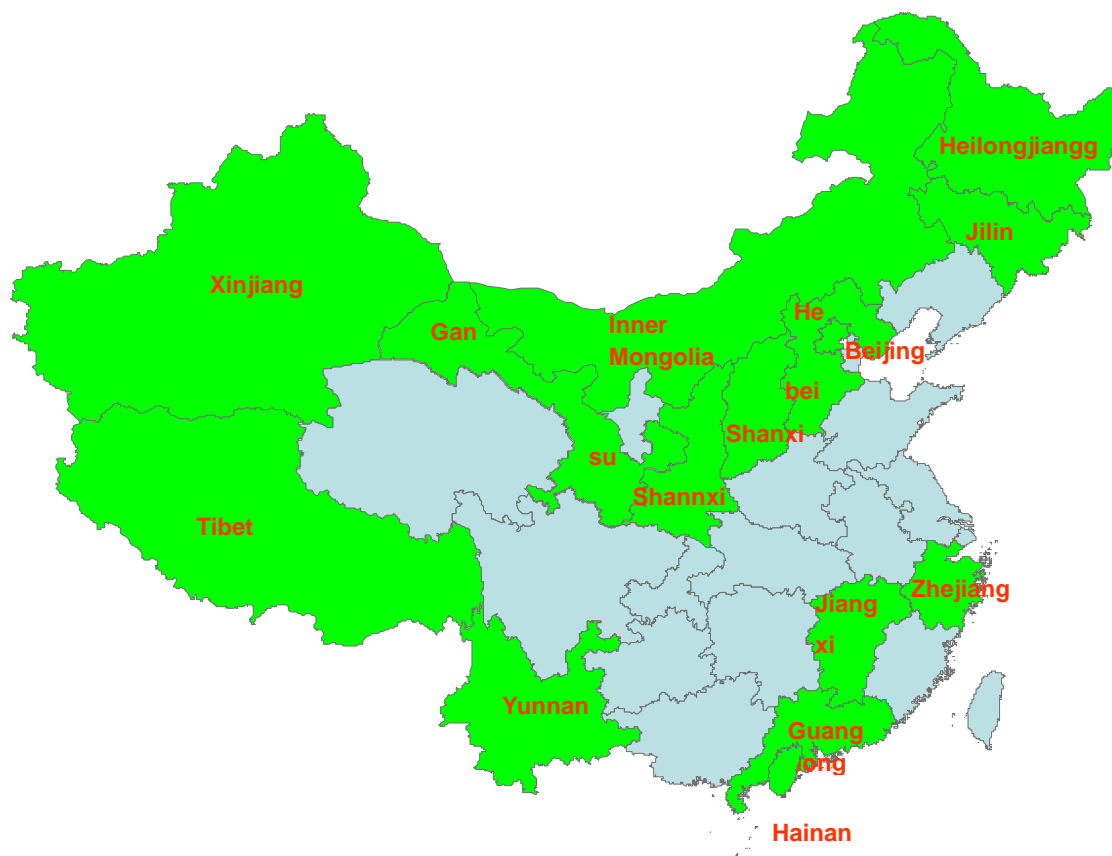 Heilongjiangg
Jilin
Xinjiang
He
Gan
Inner
Mongolia
Beijing
bei
Shanxi
su
Shannxi
Tibet
Zhejiang
Jiang
xi
Yunnan
Guang
ong
Hainan